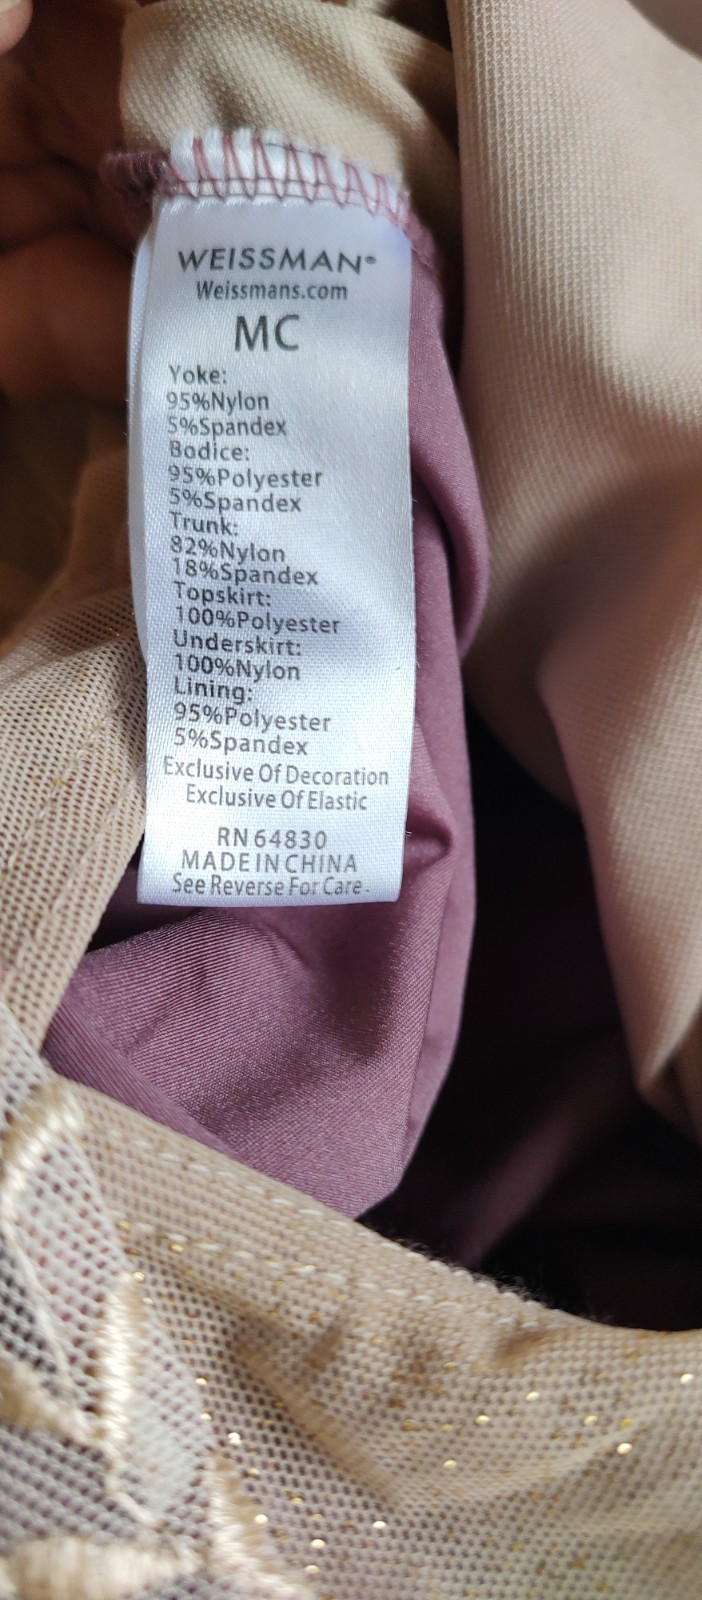 WEISSMAN®
Weissmans.com
MC
Yoke:
95%Nylon
5%Spandex
Bodice:
95%Polyester
5%Spandex
Trunk:
82%Nylon
18%Spandex
Topskirt:
100%Polyester
Underskirt:
100%Nylon
Lining:
95%Polyester
5%Spandex
Exclusive Of Decoration
Exclusive Of Elastic
RN 64830
MADE IN CHINA
See Reverse For Care.